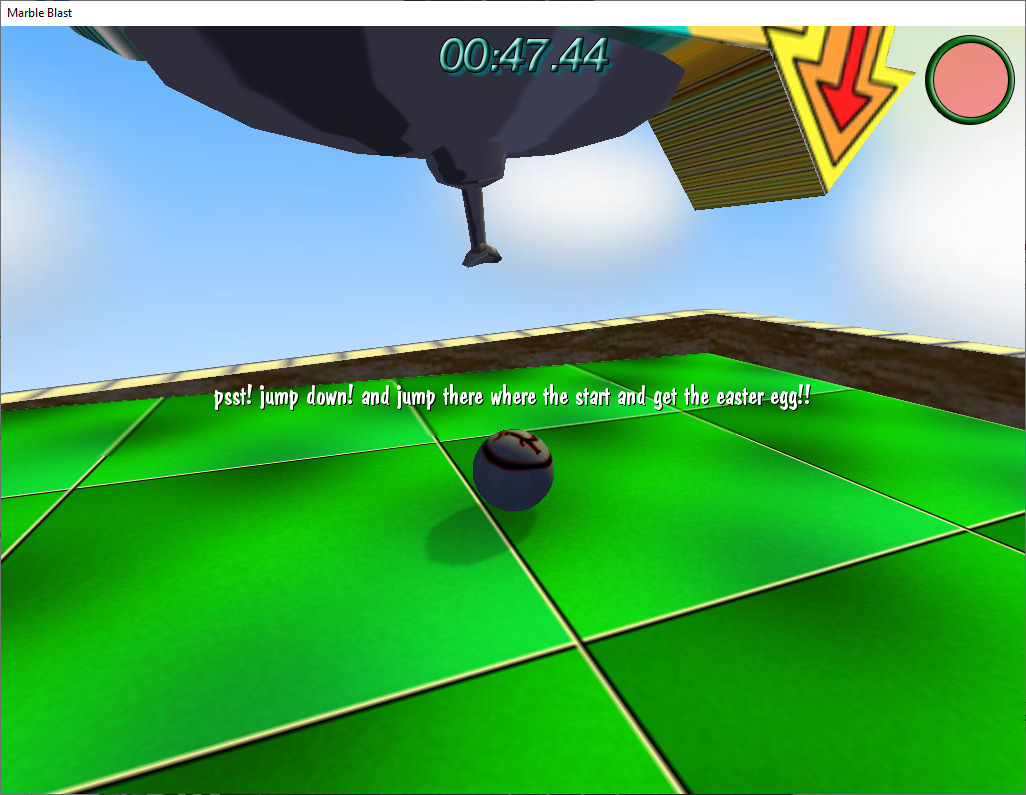 Marble Blast
00:47.44
psst! jump down! and jump there where the start and get the easter egg!!